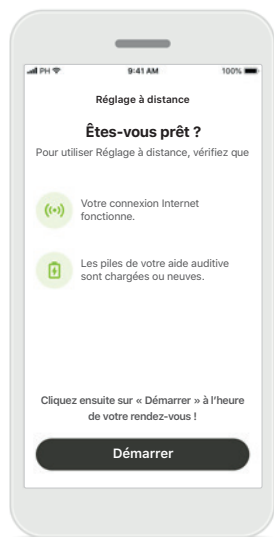 PH 9:41 AM 100%
Réglage à distance
Êtes-vous prêt ?
Pour utiliser Réglage à distance, vérifiez que
Votre connexion Internet
fonctionne.
Les piles de votre aide auditive
sont chargées ou neuves.
Cliquez ensuite sur « Démarrer » à l’heure
de votre rendez-vous !
Démarrer